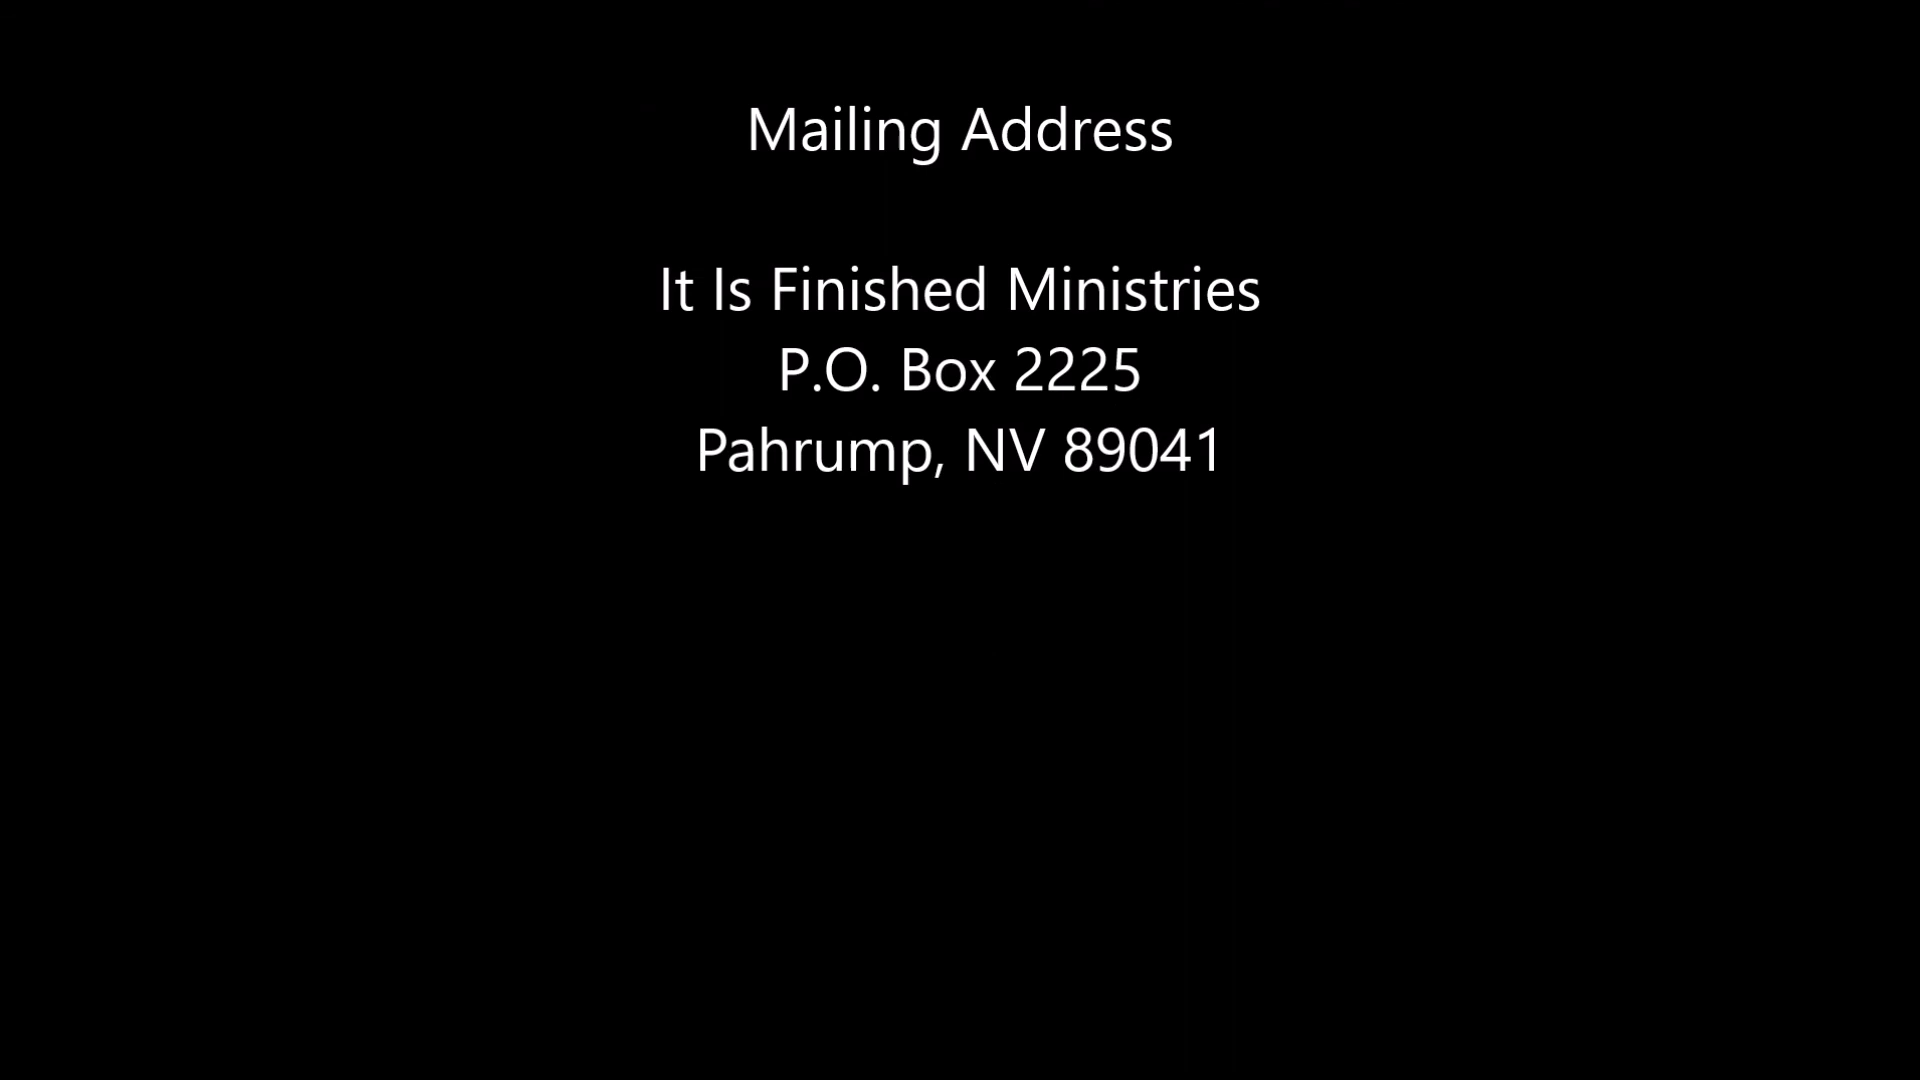 Mailing Address
It Is Finished Ministries
P.O. Box 2225
Pahrump, NV 89041